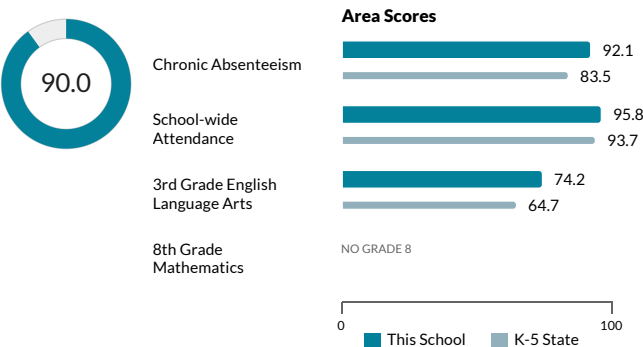 Area Scores
90.0
Chronic Absenteeism
92.1
83.5
School-wide
Attendance
95.8
93.7
3rd Grade English
Language Arts
74.2
64.7
8th Grade
Mathematics
NO GRADE 8
0
100
This School
K-5 State